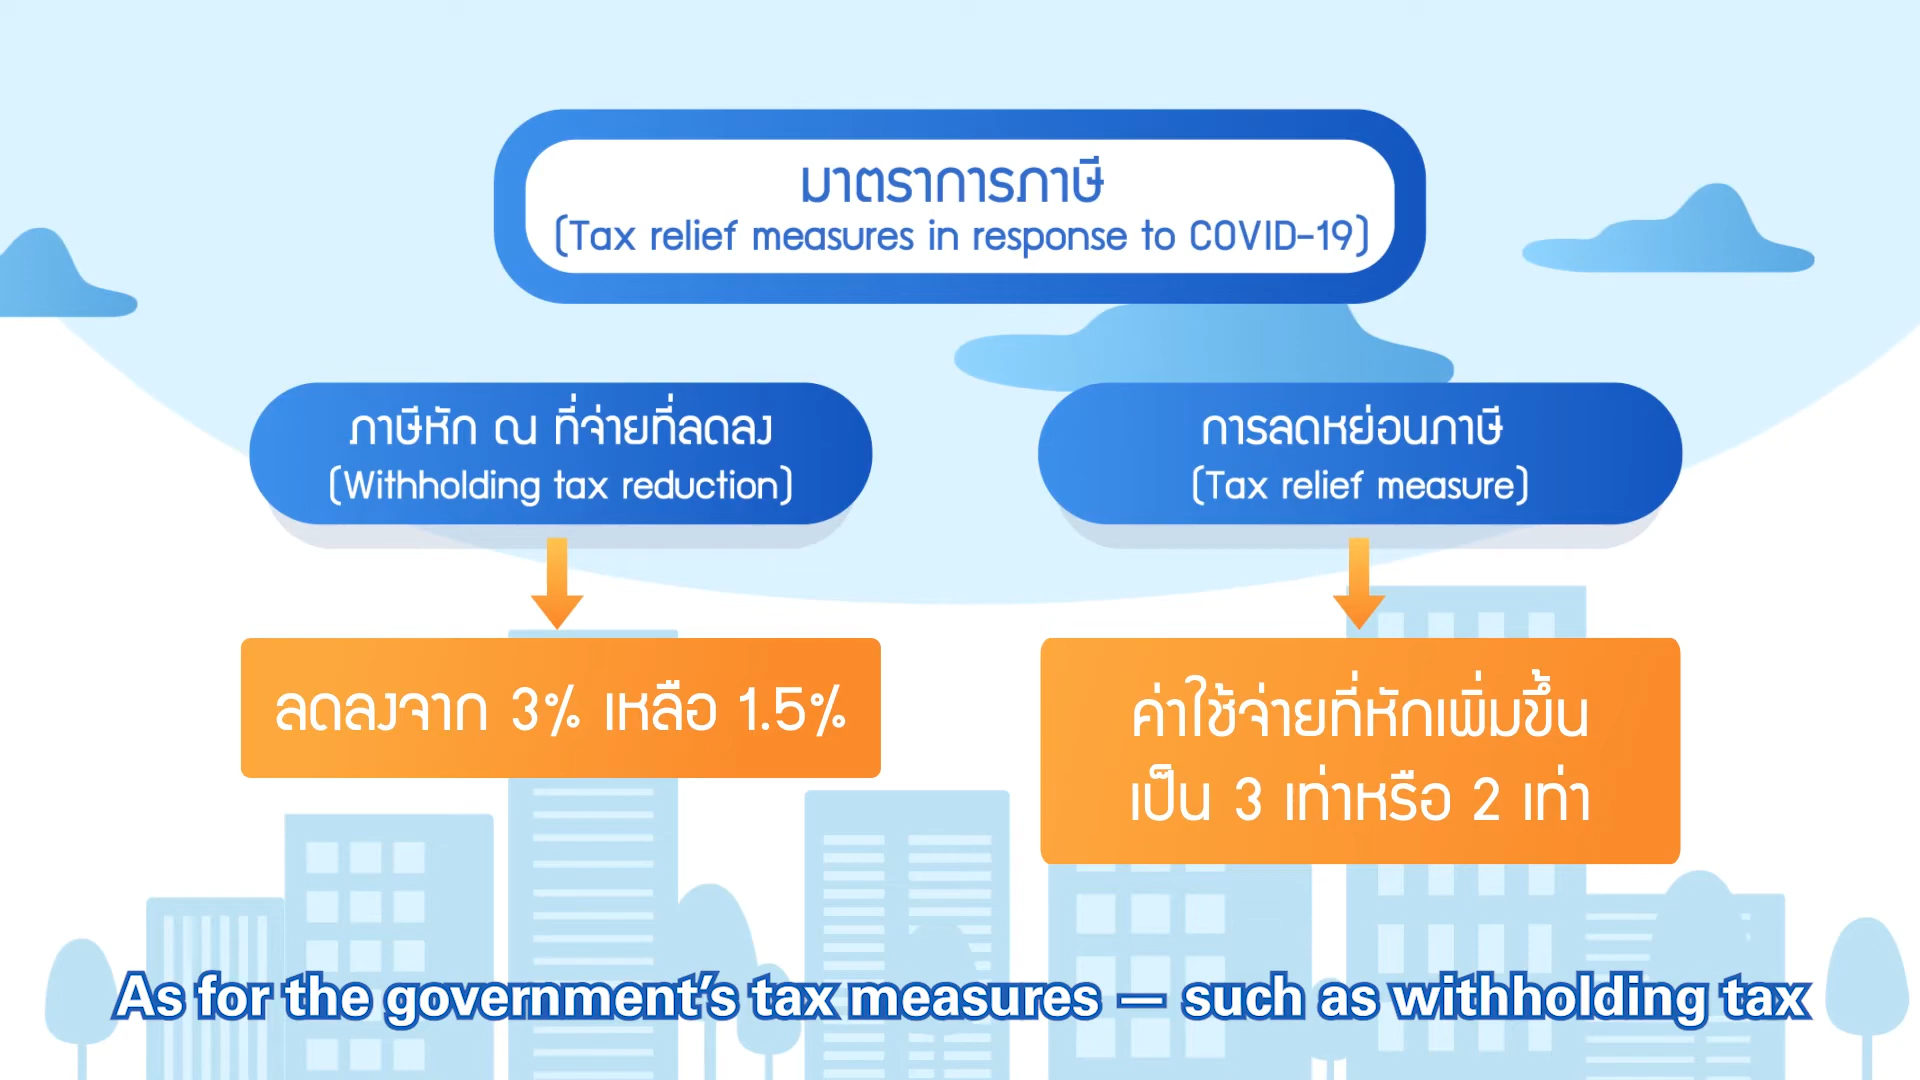 มาตราการภาษี
(Tax relief measures in response to COVID-19)
ภาษีหัก ณ ที่จ่ายที่ลดลง
(Withholding tax reduction)
การลดหย่อนภาษี
(Tax relief measure)
ลดลงจาก 3% เหลือ 1.5%
ค่าใช้จ่ายที่หักเพิ่มขึ้น
เป็น 3 เท่าหรือ 2 เท่า
As for the government's tax measures — such as withholding tax